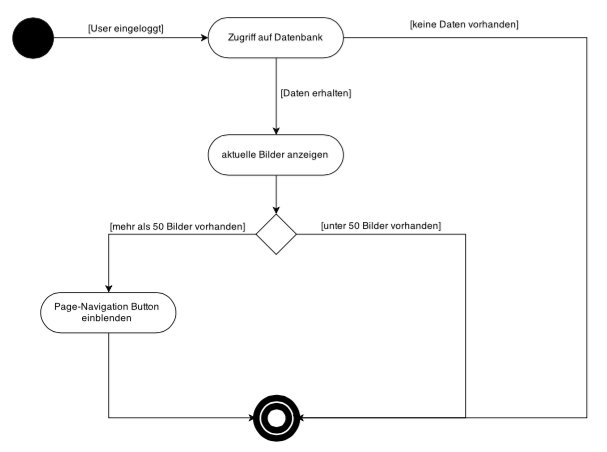 [User eingeloggt]
Zugriff auf Datenbank
[keine Daten vorhanden]
[Daten erhalten]
aktuelle Bilder anzeigen
[mehr als 50 Bilder vorhanden]
[unter 50 Bilder vorhanden]
Page-Navigation Button
einblenden